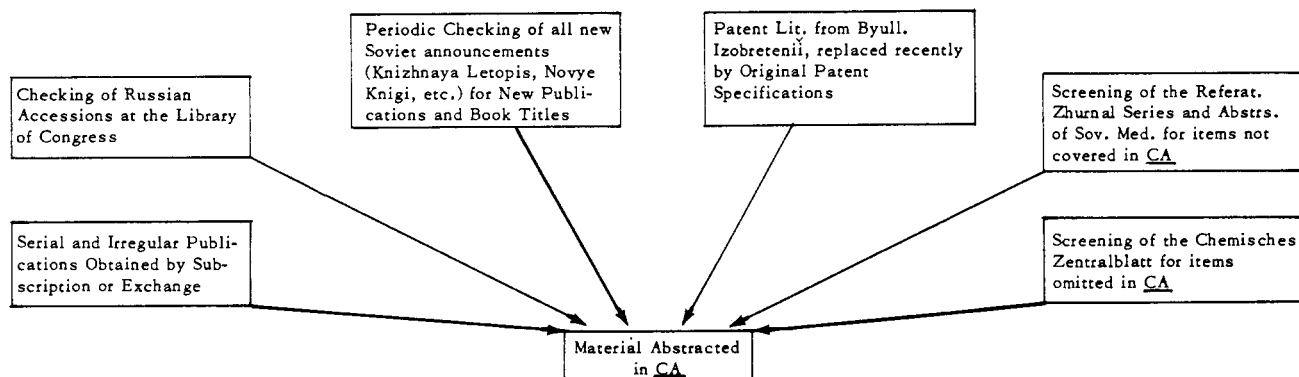 Checking of Russian
Accessions at the Library
of Congress
Periodic Checking of all new
Soviet announcements
(Knizhnaya Letopis, Novye
Knigi, etc.) for New Publi-
cations and Book Titles
Patent Lit. from Byull.
Izobreteniĭ, replaced recently
by Original Patent
Specifications
Screening of the Referat.
Zhurnal Series and Abstrs.
of Sov. Med. for items not
covered in CA
Serial and Irregular Publi-
cations Obtained by Sub-
scription or Exchange
Screening of the Chemisches
Zentralblatt for items
omitted in CA
Material Abstracted
in CA